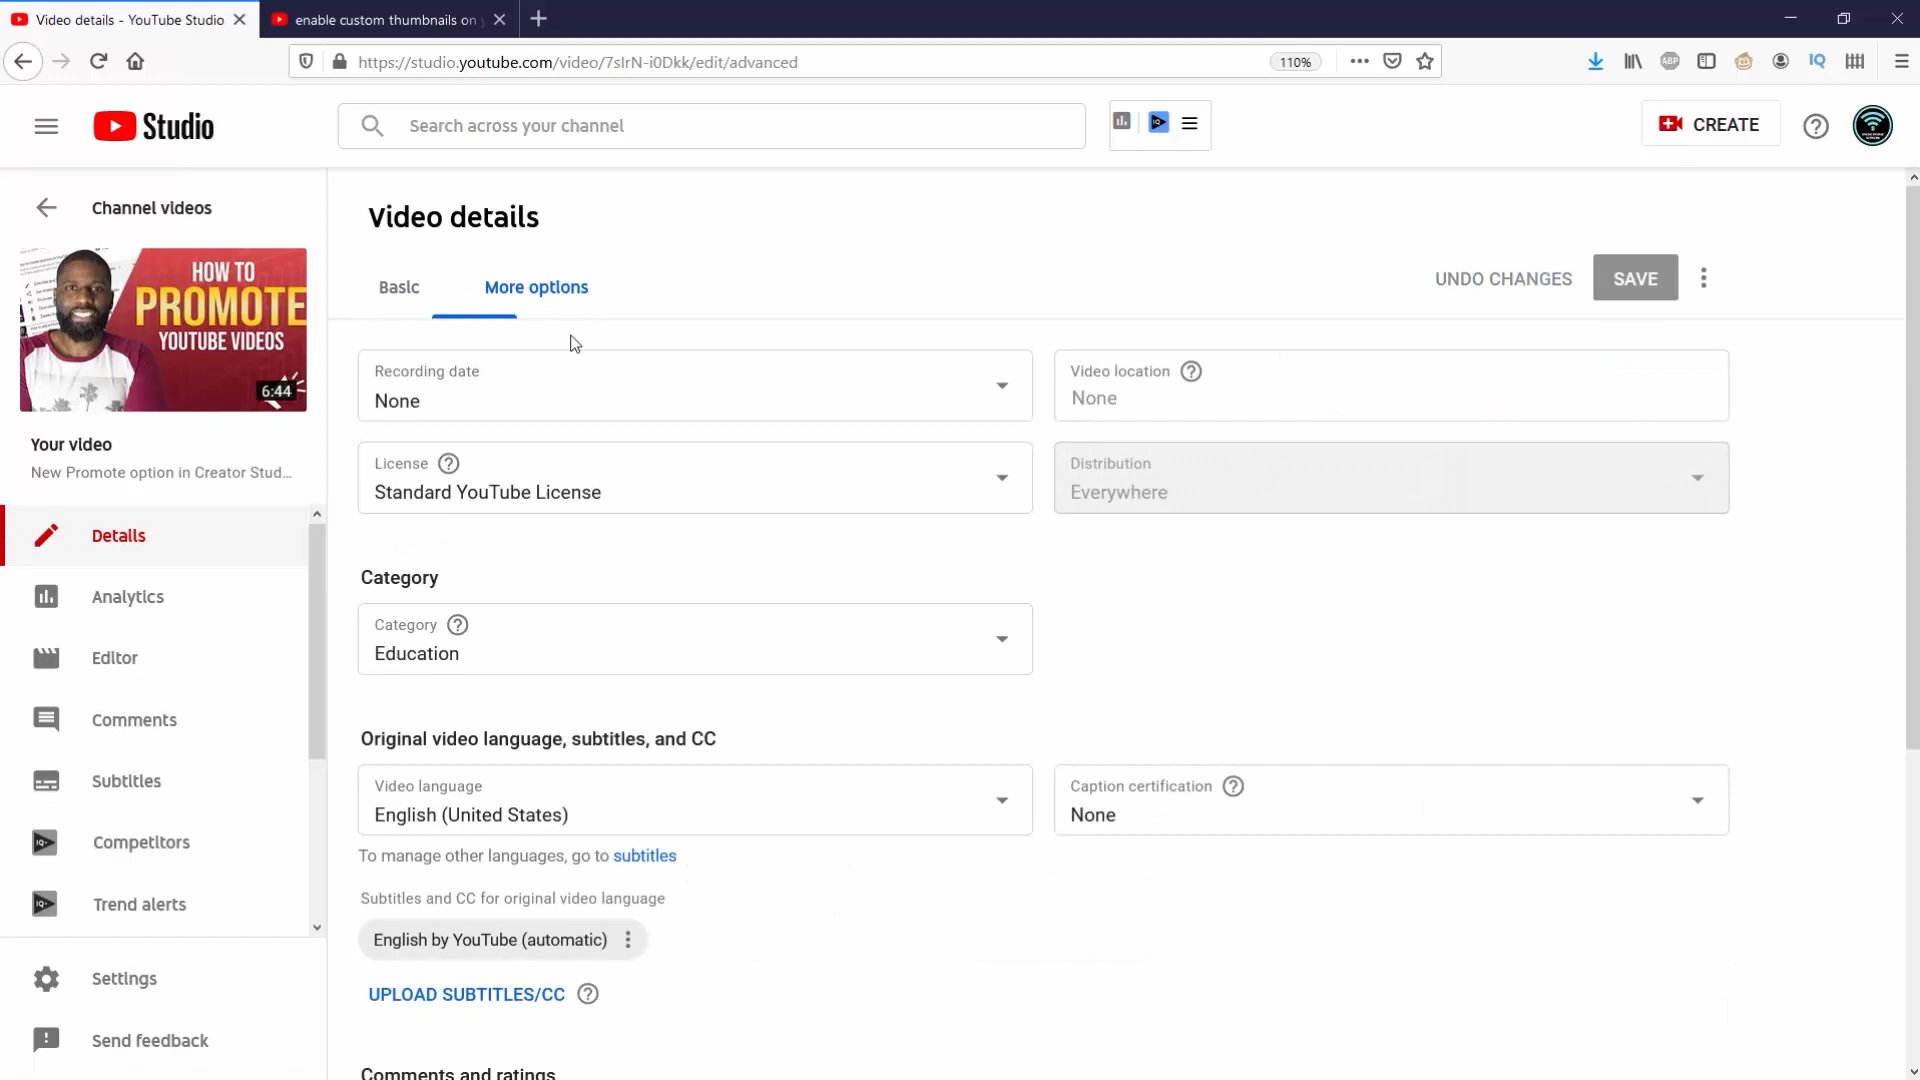 Video details - YouTube Studio
enable custom thumbnails on
https://studio.youtube.com/video/7sIrN-i0Dkk/edit/advanced
110%
ABP
IQ
Studio
Search across your channel
CREATE
Channel videos
HOW TO
PROMOTE
YOUTUBE VIDEOS
6:44
Your video
New Promote option in Creator Stud...
Details
Analytics
Editor
Comments
Subtitles
Competitors
Trend alerts
Settings
Send feedback
Video details
Basic
More options
UNDO CHANGES
SAVE
Recording date
None
Video location
None
License
Standard YouTube License
Distribution
Everywhere
Category
Category
Education
Original video language, subtitles, and CC
Video language
English (United States)
Caption certification
None
To manage other languages, go to subtitles
Subtitles and CC for original video language
English by YouTube (automatic)
UPLOAD SUBTITLES/CC
Comments and ratings